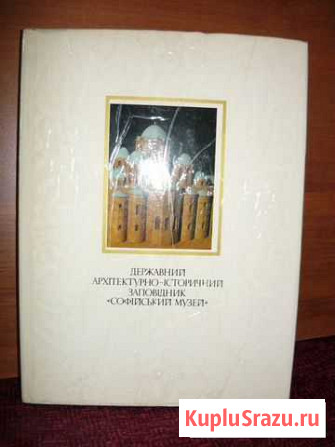 ДЕРЖАВНИЙ
АРХІТЕКТУРНО-ІСТОРИЧНИЙ
ЗАПОВІДНИК
«СОФІЙСЬКИЙ МУЗЕЙ»
KupluSrazu.ru